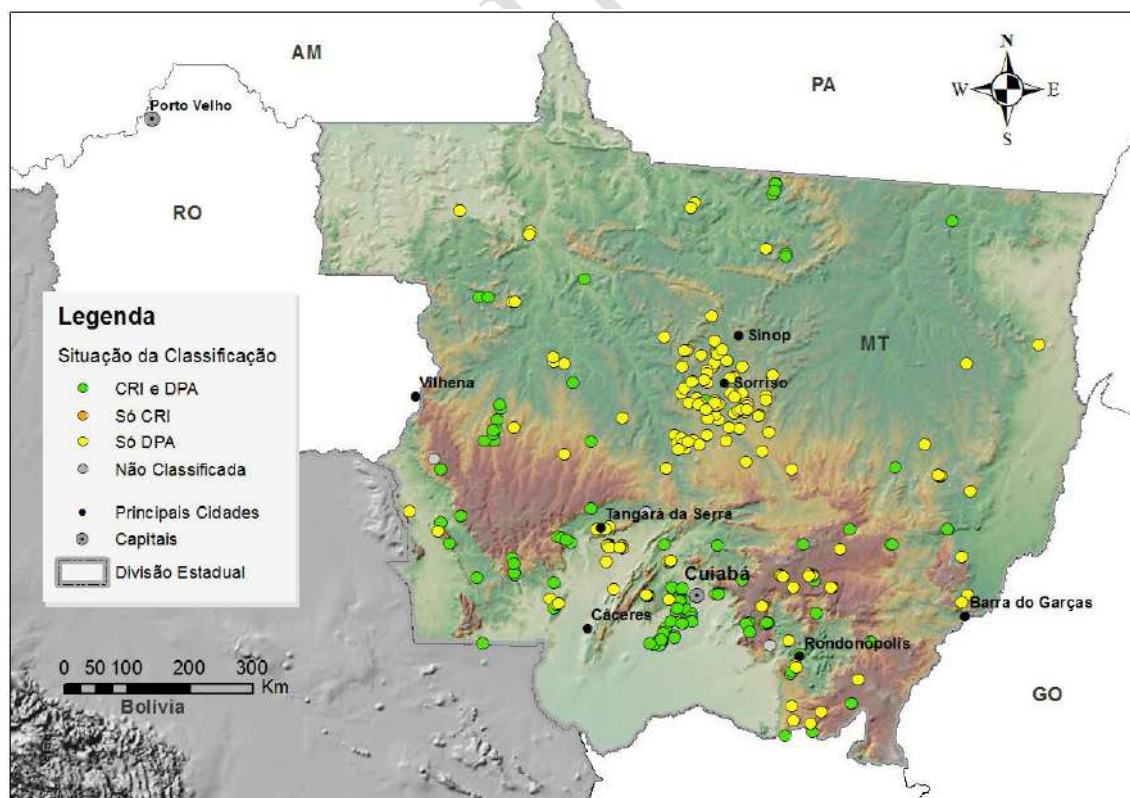 AM
PA
N
W E
S
Porto Velho
RO
Sinop
MT
Sorriso
Vilhena
Legenda
Situação da Classificação
CRI e DPA
Só CRI
Só DPA
Não Classificada
Principais Cidades
Capitais
Divisão Estadual
Tangará da Serra
Cuiabá
Cáceres
Barra do Garças
Rondonópolis
0 50 100 200 300
Km
Bolívia
GO